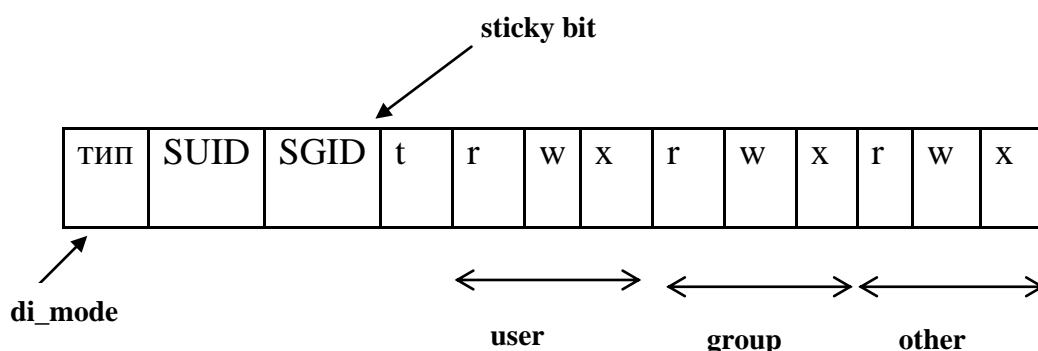 sticky bit
тип SUID SGID t r w x r w x r w x
di_mode
user group other